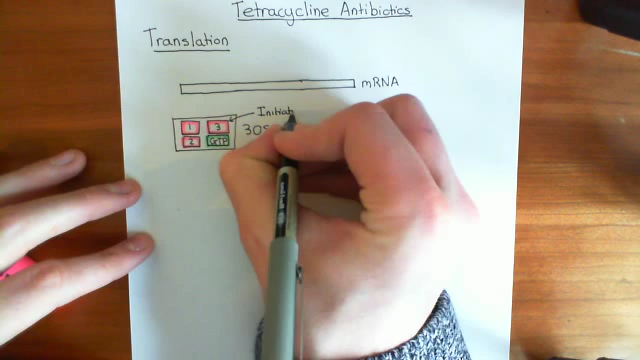 Tetracycline Antibiotics
Translation
mRNA
Initiat
1 3
30S
2 GTP